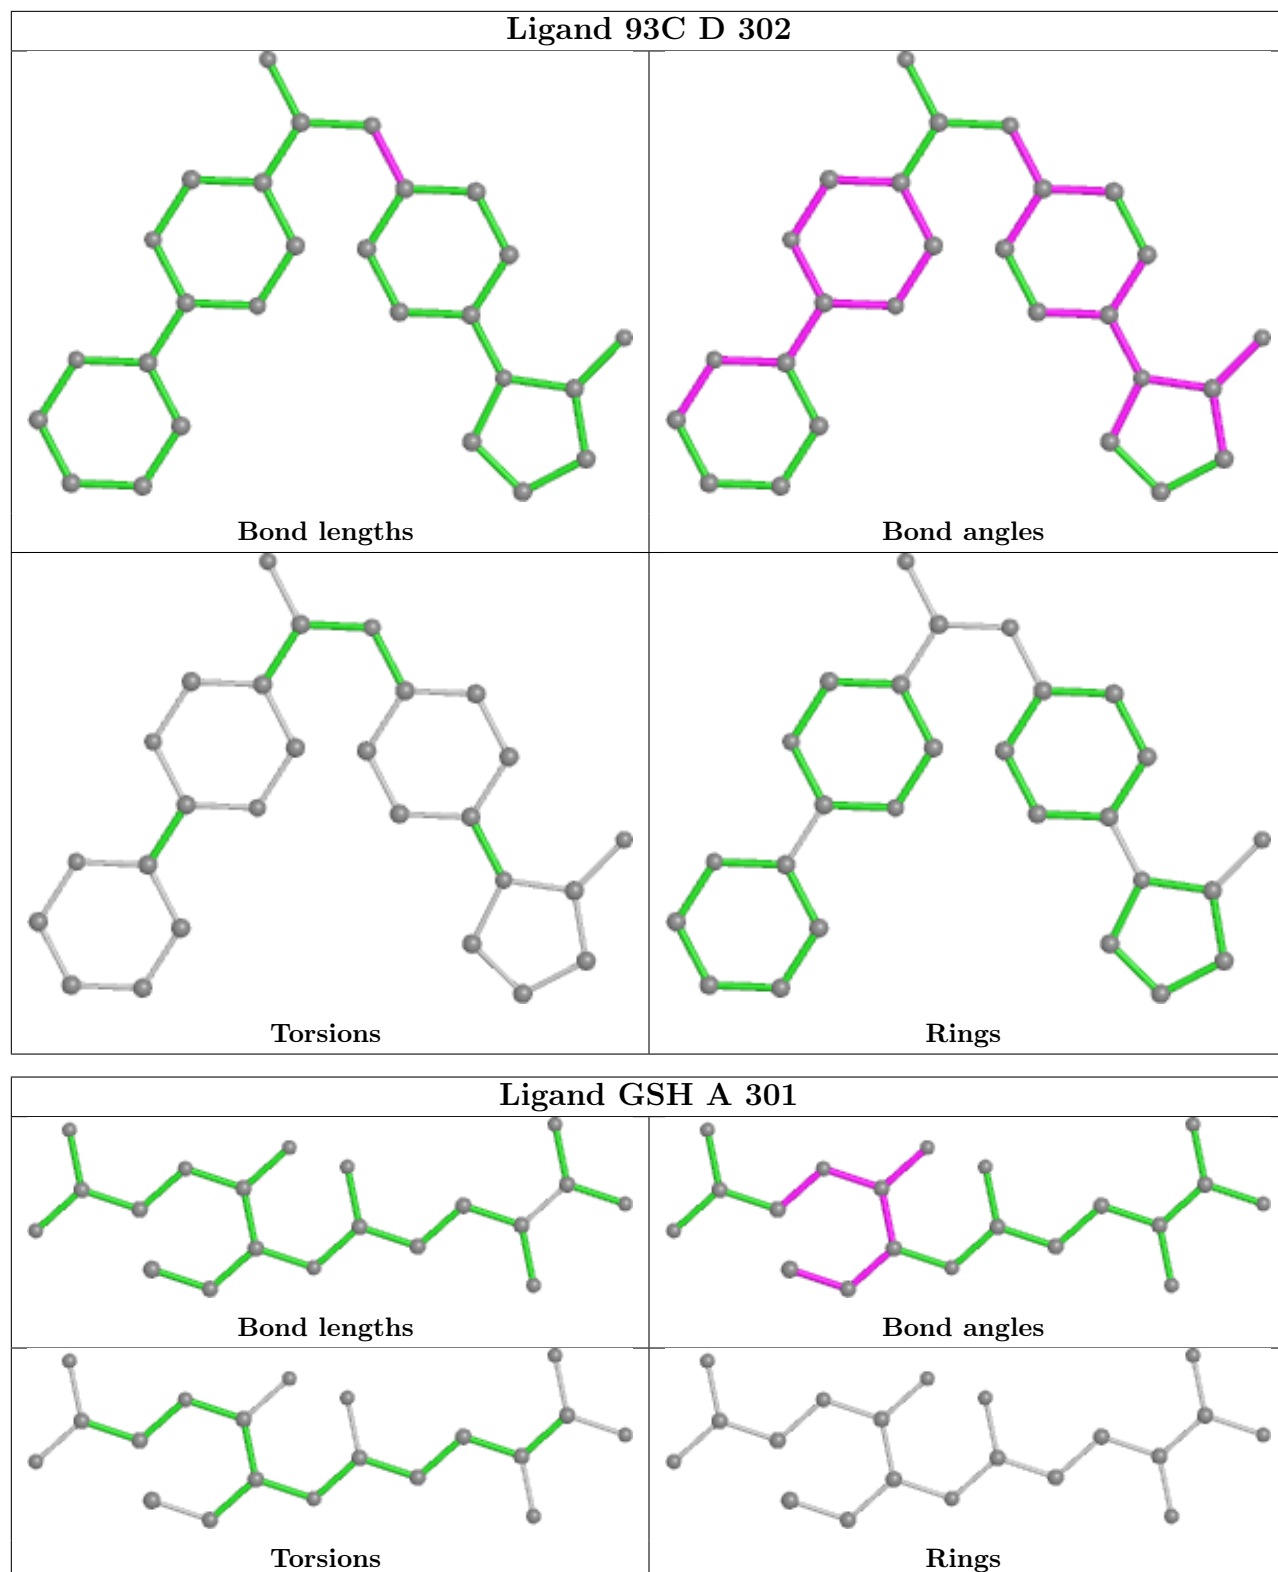 Ligand 93C D 302
Bond lengths
Bond angles
Torsions
Rings
Ligand GSH A 301
Bond lengths
Bond angles
Torsions
Rings